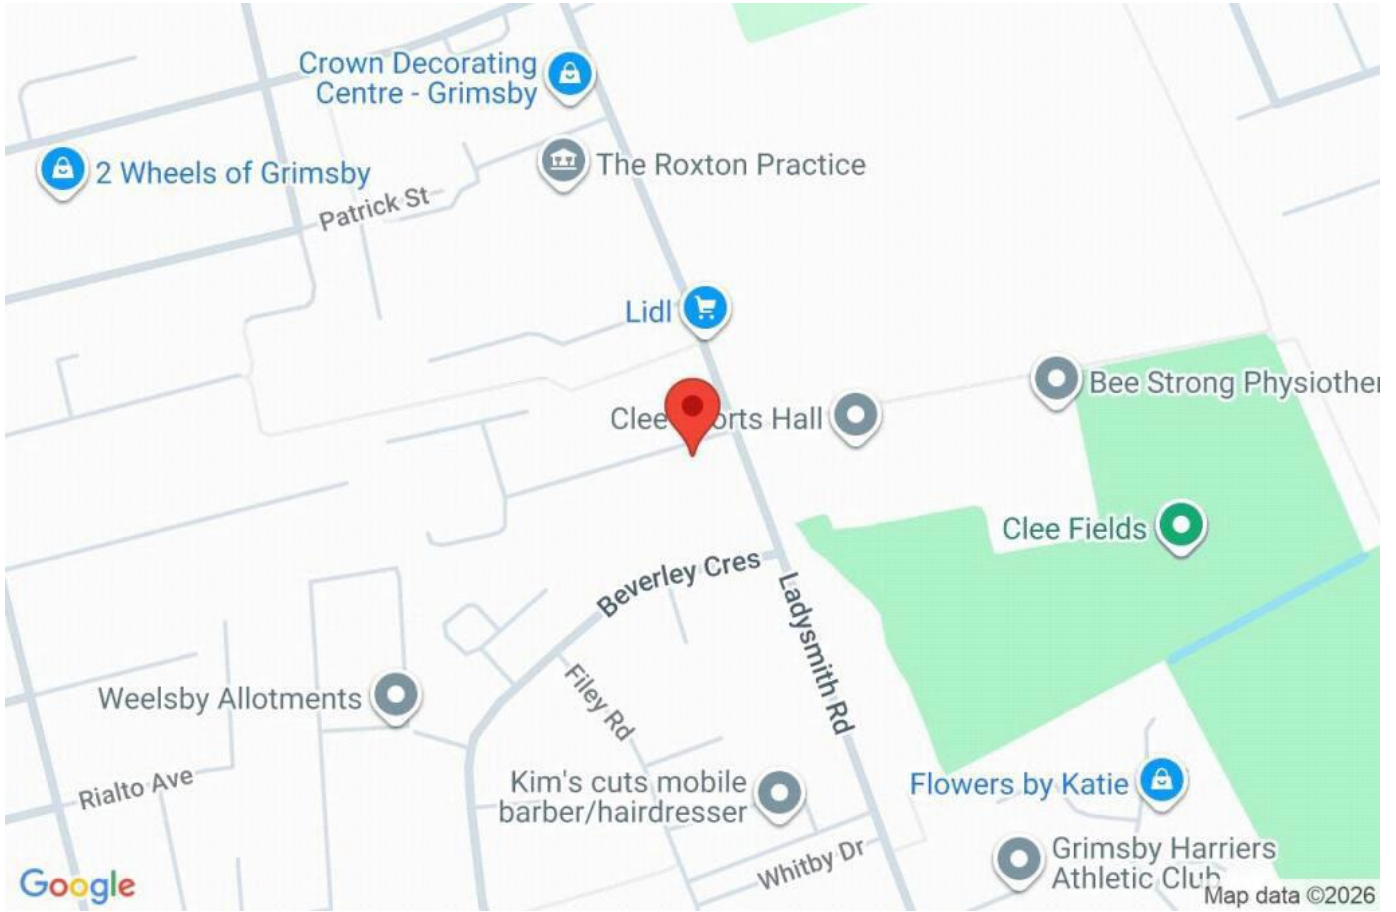 Crown Decorating
Centre - Grimsby
2 Wheels of Grimsby
The Roxton Practice
Patrick St
Lidl
Bee Strong Physiother
Clee orts Hall
Clee Fields
Beverley Cres
Ladysmith Rd
Filey Rd
Weelsby Allotments
Rialto Ave
Kim's cuts mobile
barber/hairdresser
Flowers by Katie
Whitby Dr
Grimsby Harriers
Athletic Club
Google
Map data ©2026